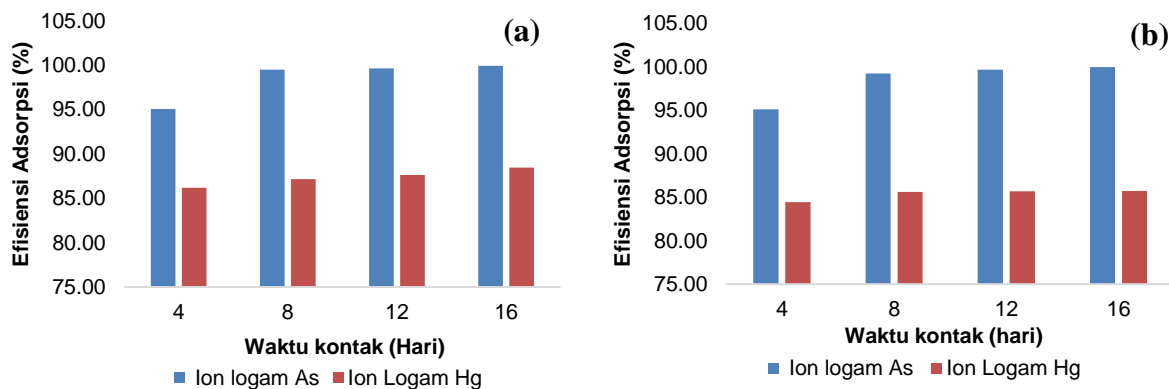 (a)
Efisiensi Adsorpsi (%)
105.00
100.00
95.00
90.00
85.00
80.00
75.00
4 8 12 16
Waktu kontak (Hari)
Ion logam As Ion Logam Hg
(b)
Efisiensi Adsorpsi (%)
105.00
100.00
95.00
90.00
85.00
80.00
75.00
4 8 12 16
Waktu kontak (hari)
Ion logam As Ion Logam Hg